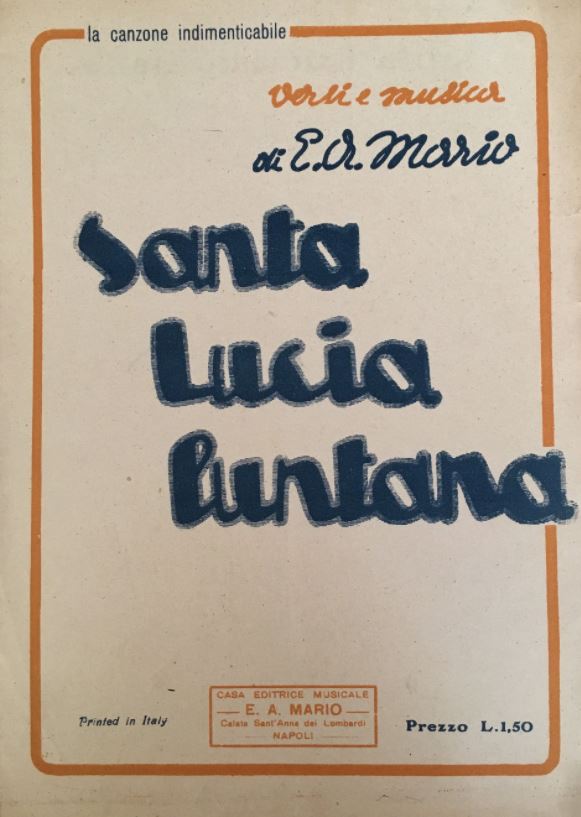 la canzone indimenticabile
versi e musica
di E. A. Mario
Santa
Lucia
luntana
CASA EDITRICE MUSICALE
E. A. MARIO
Calata Sant'Anna dei Lombardi
NAPOLI
Printed in Italy
Prezzo L. 1,50